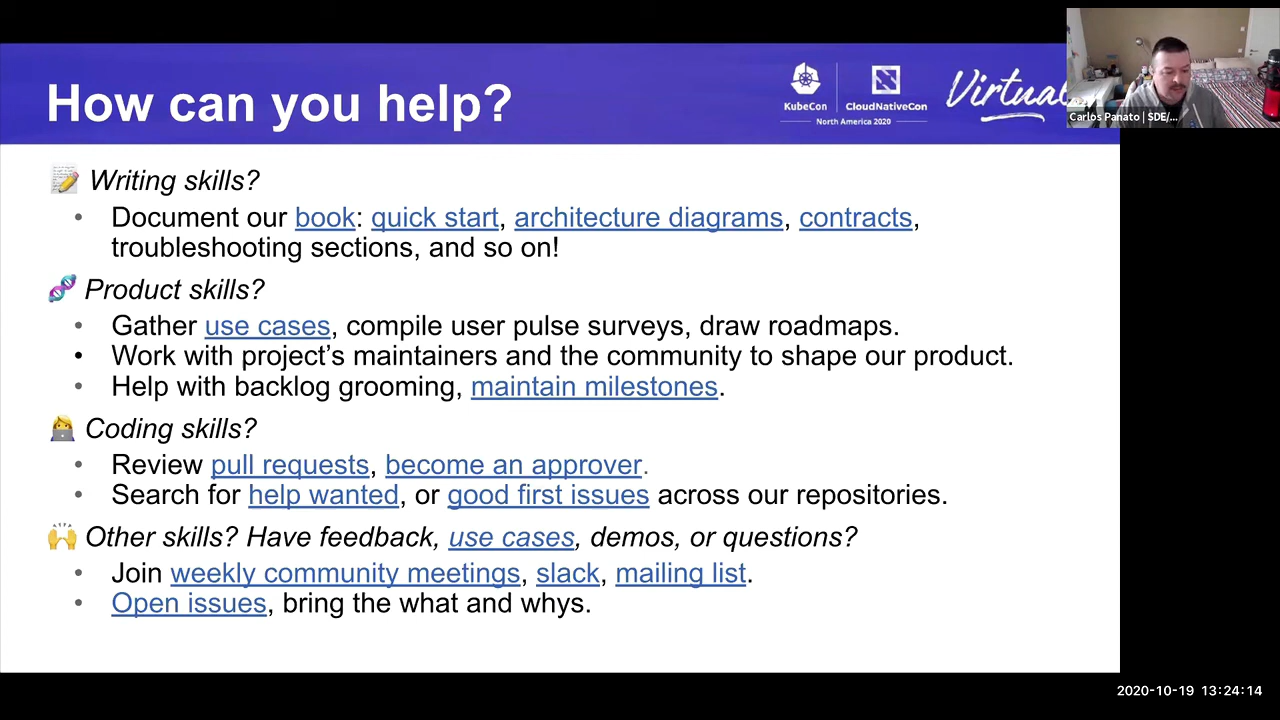 How can you help?
KubeCon
CloudNativeCon
North America 2020
Virtual
Carlos Panato | SDE/...
Writing skills?
• Document our book: quick start, architecture diagrams, contracts,
troubleshooting sections, and so on!
Product skills?
• Gather use cases, compile user pulse surveys, draw roadmaps.
• Work with project's maintainers and the community to shape our product.
• Help with backlog grooming, maintain milestones.
Coding skills?
• Review pull requests, become an approver.
• Search for help wanted, or good first issues across our repositories.
Other skills? Have feedback, use cases, demos, or questions?
• Join weekly community meetings, slack, mailing list.
• Open issues, bring the what and whys.
2020-10-19 13:24:14